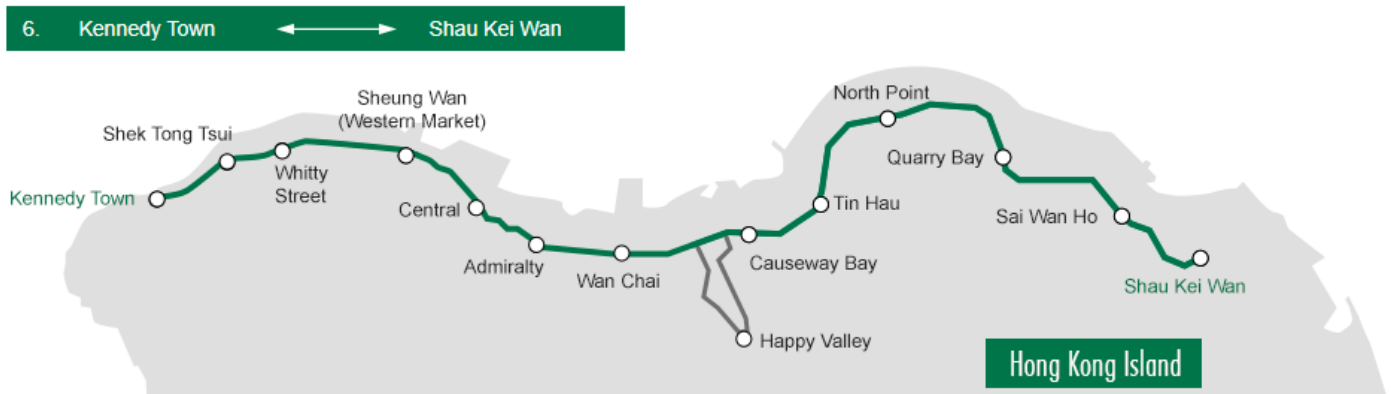 6. Kennedy Town Shau Kei Wan
Sheung Wan
(Western Market)
Shek Tong Tsui
Whitty
Street
Kennedy Town
Central
Admiralty
Wan Chai
Causeway Bay
Happy Valley
Tin Hau
North Point
Quarry Bay
Sai Wan Ho
Shau Kei Wan
Hong Kong Island